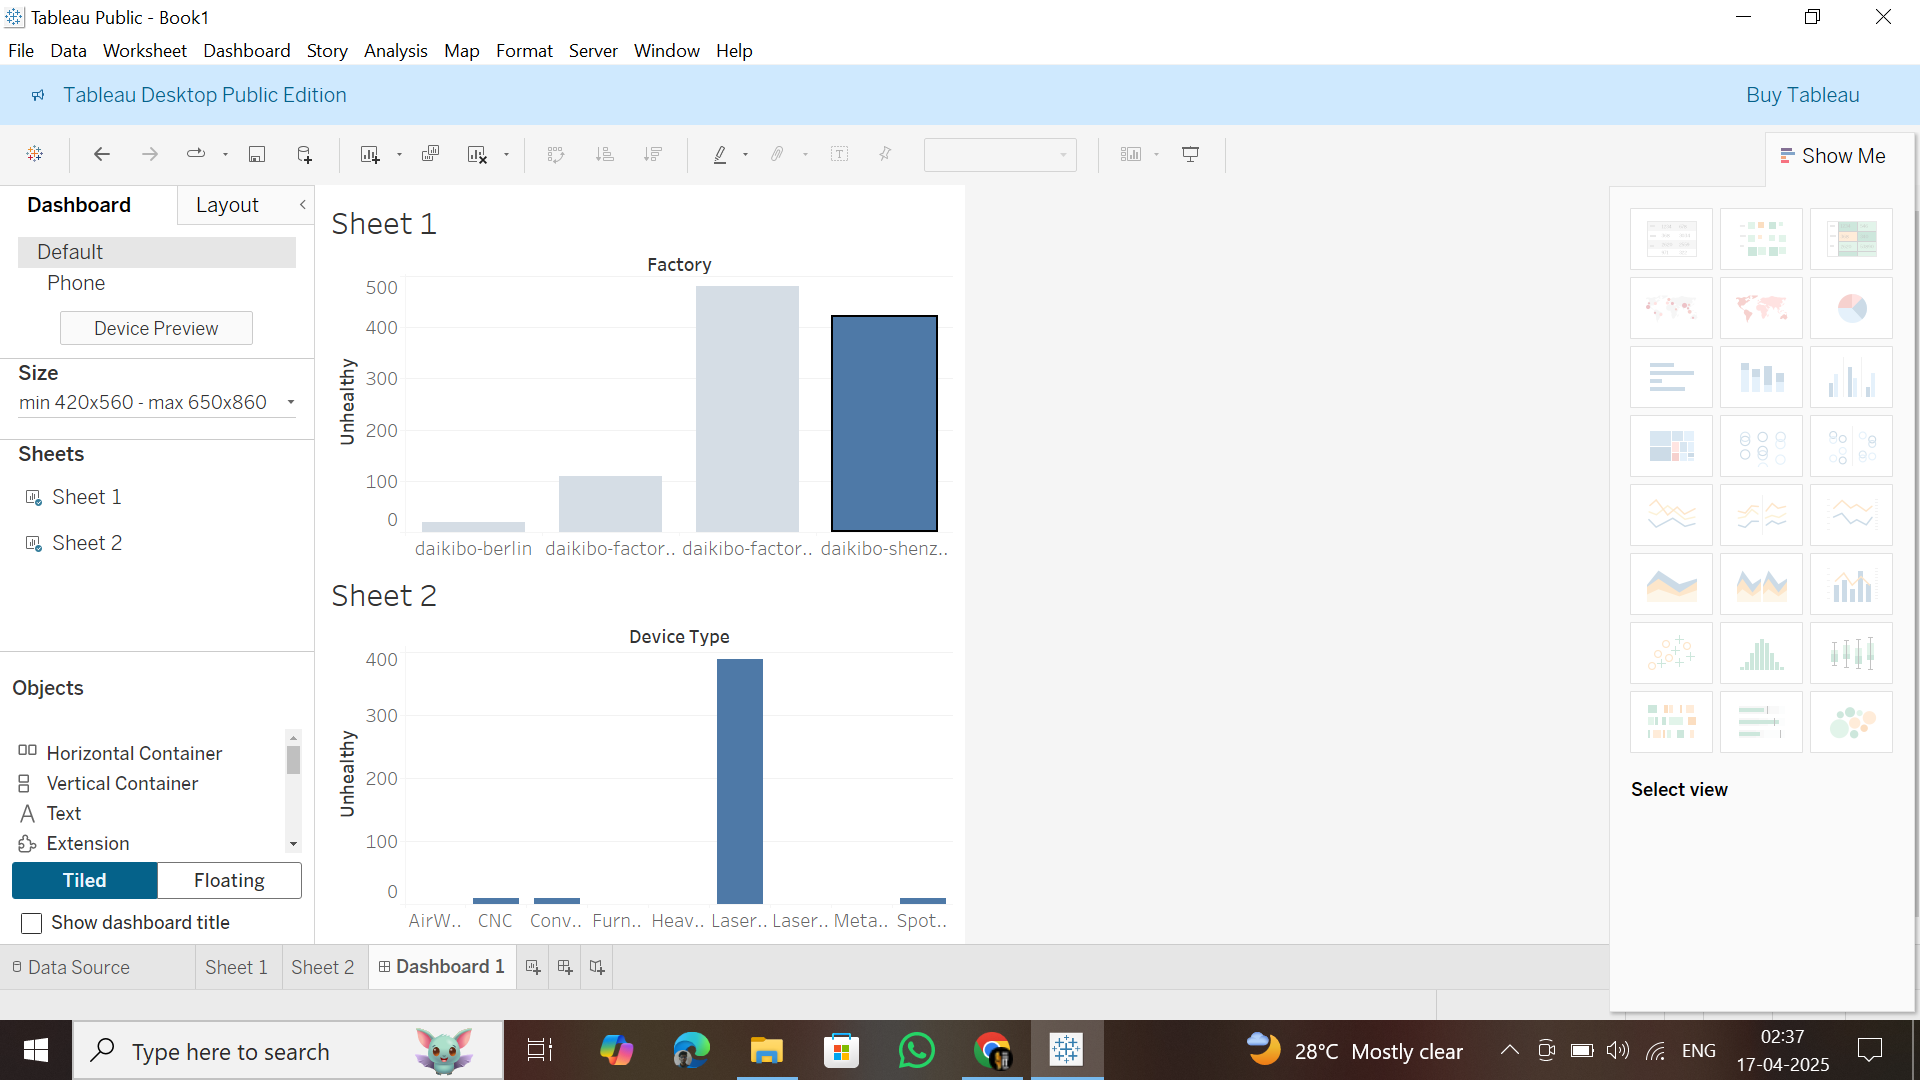 Tableau Public - Book1
File Data Worksheet Dashboard Story Analysis Map Format Server Window Help
Tableau Desktop Public Edition
Buy Tableau
Show Me
Dashboard
Layout
Default
Phone
Device Preview
Size
min 420x560 - max 650x860
Sheets
Sheet 1
Sheet 2
Objects
Horizontal Container
Vertical Container
Text
Extension
Tiled
Floating
Show dashboard title
Sheet 1
Factory
Unhealthy
500
400
300
200
100
0
daikibo-berlin
daikibo-factor..
daikibo-factor..
daikibo-shenz..
Sheet 2
Device Type
Unhealthy
400
300
200
100
0
AirW..
CNC
Conv..
Furn..
Heav..
Laser..
Laser..
Meta..
Spot..
Select view
Data Source
Sheet 1
Sheet 2
Dashboard 1
Type here to search
28°C Mostly clear
ENG
02:37
17-04-2025